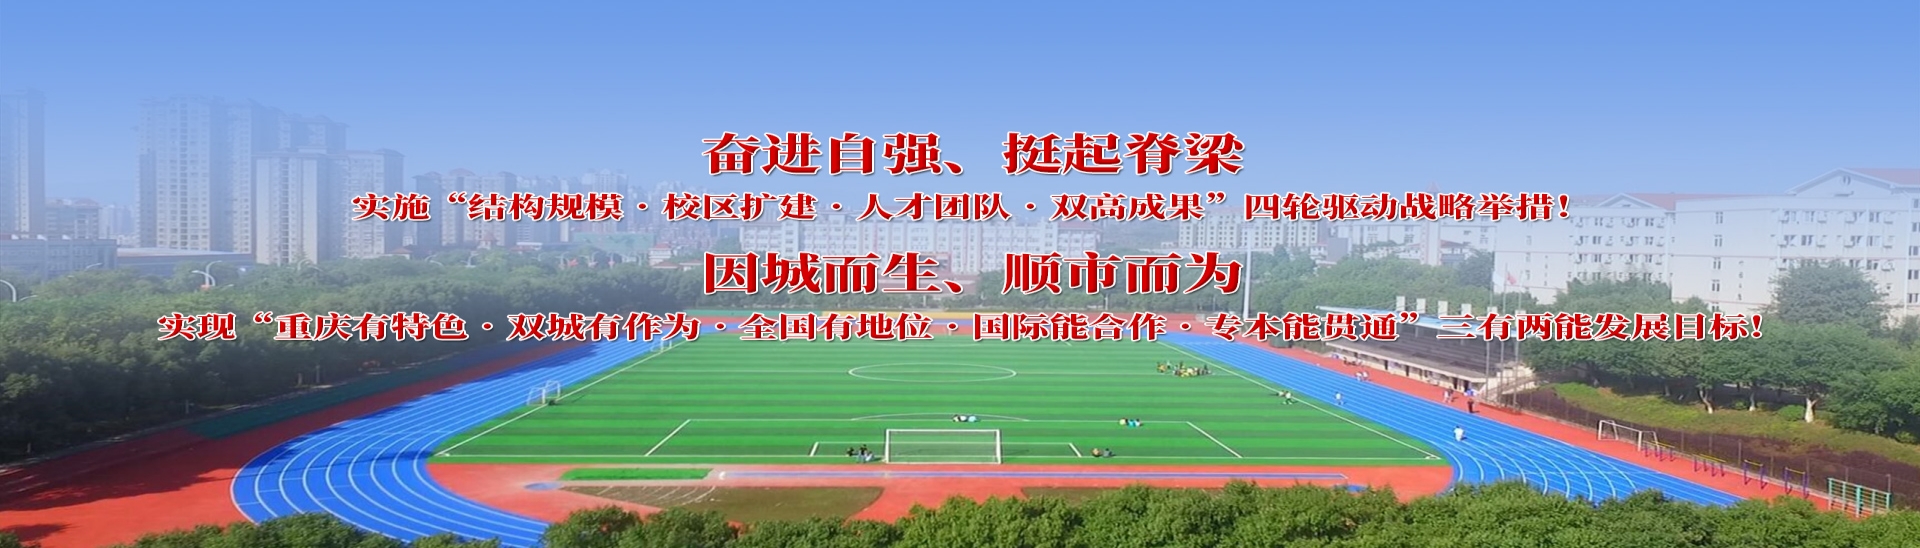 奋进自强、挺起脊梁
实施“结构规模·校区扩建·人才团队·双高成果”四轮驱动战略举措！
因城而生、顺市而为
实现“重庆有特色·双城有作为·全国有地位·国际能合作·专本能贯通”三有两能发展目标！